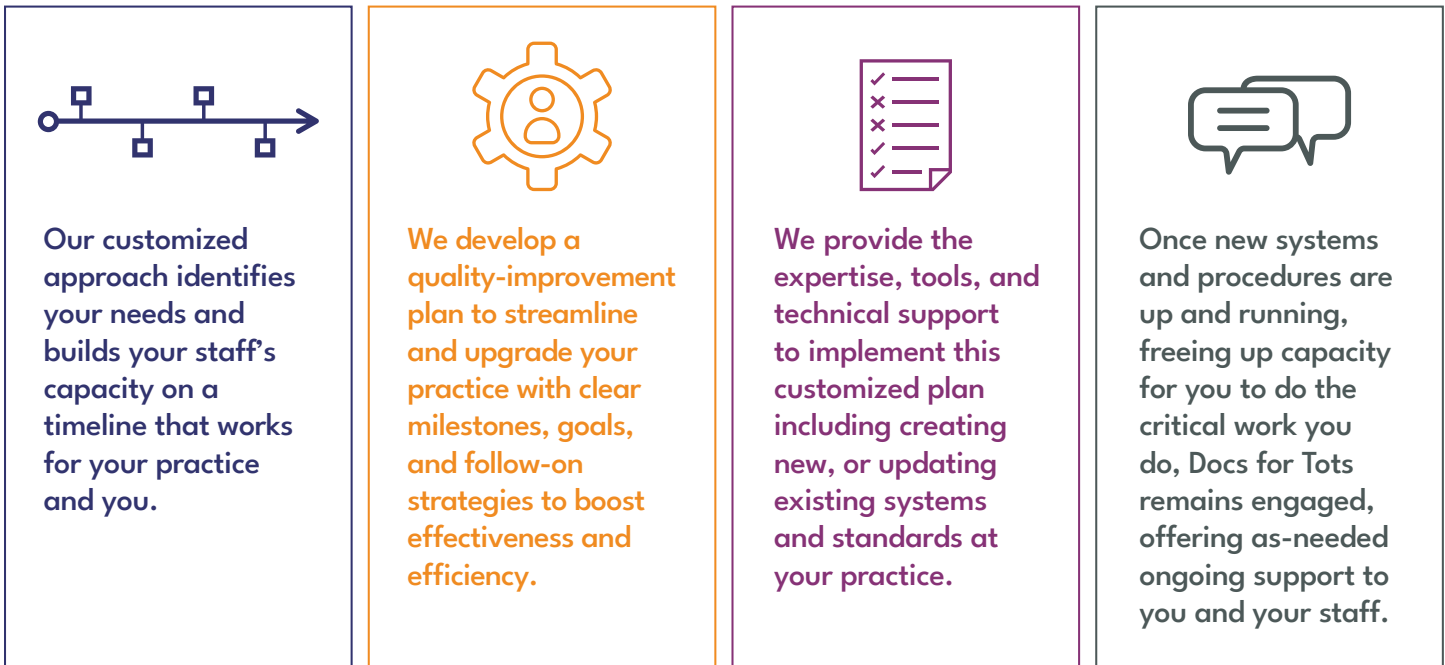 Our customized
approach identifies
your needs and
builds your staff’s
capacity on a
timeline that works
for your practice
and you.
We develop a
quality-improvement
plan to streamline
and upgrade your
practice with clear
milestones, goals,
and follow-on
strategies to boost
effectiveness and
efficiency.
We provide the
expertise, tools, and
technical support
to implement this
customized plan
including creating
new, or updating
existing systems
and standards at
your practice.
Once new systems
and procedures are
up and running,
freeing up capacity
for you to do the
critical work you
do, Docs for Tots
remains engaged,
offering as-needed
ongoing support to
you and your staff.